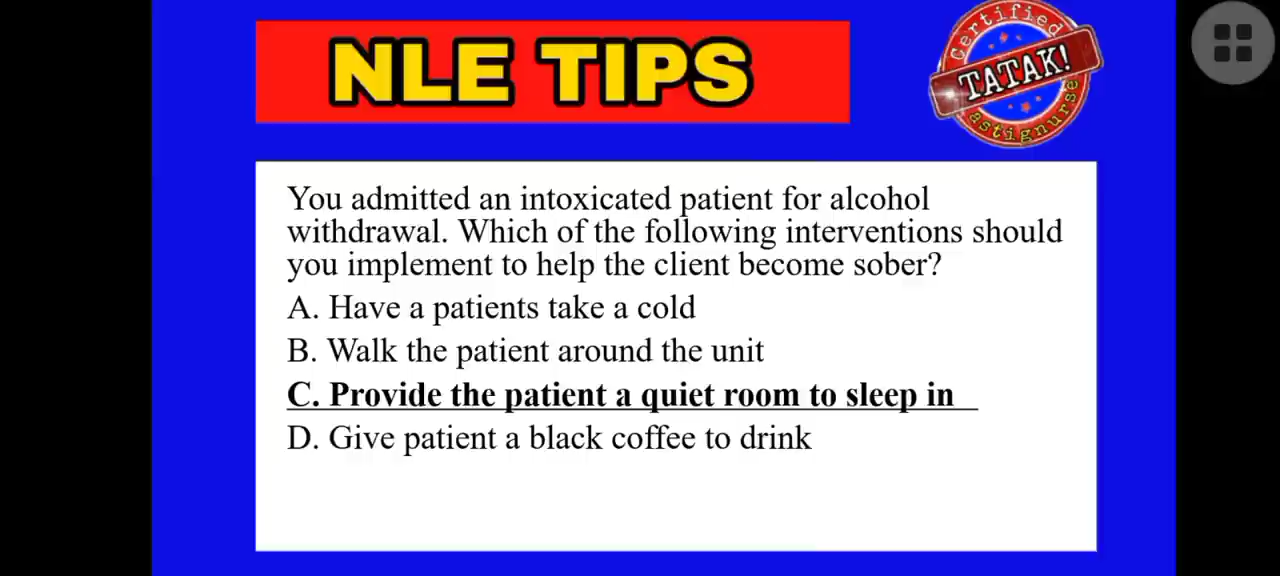 NLE TIPS
Certified
TATAK!
astignurse
You admitted an intoxicated patient for alcohol
withdrawal. Which of the following interventions should
you implement to help the client become sober?
A. Have a patients take a cold
B. Walk the patient around the unit
C. Provide the patient a quiet room to sleep in
D. Give patient a black coffee to drink